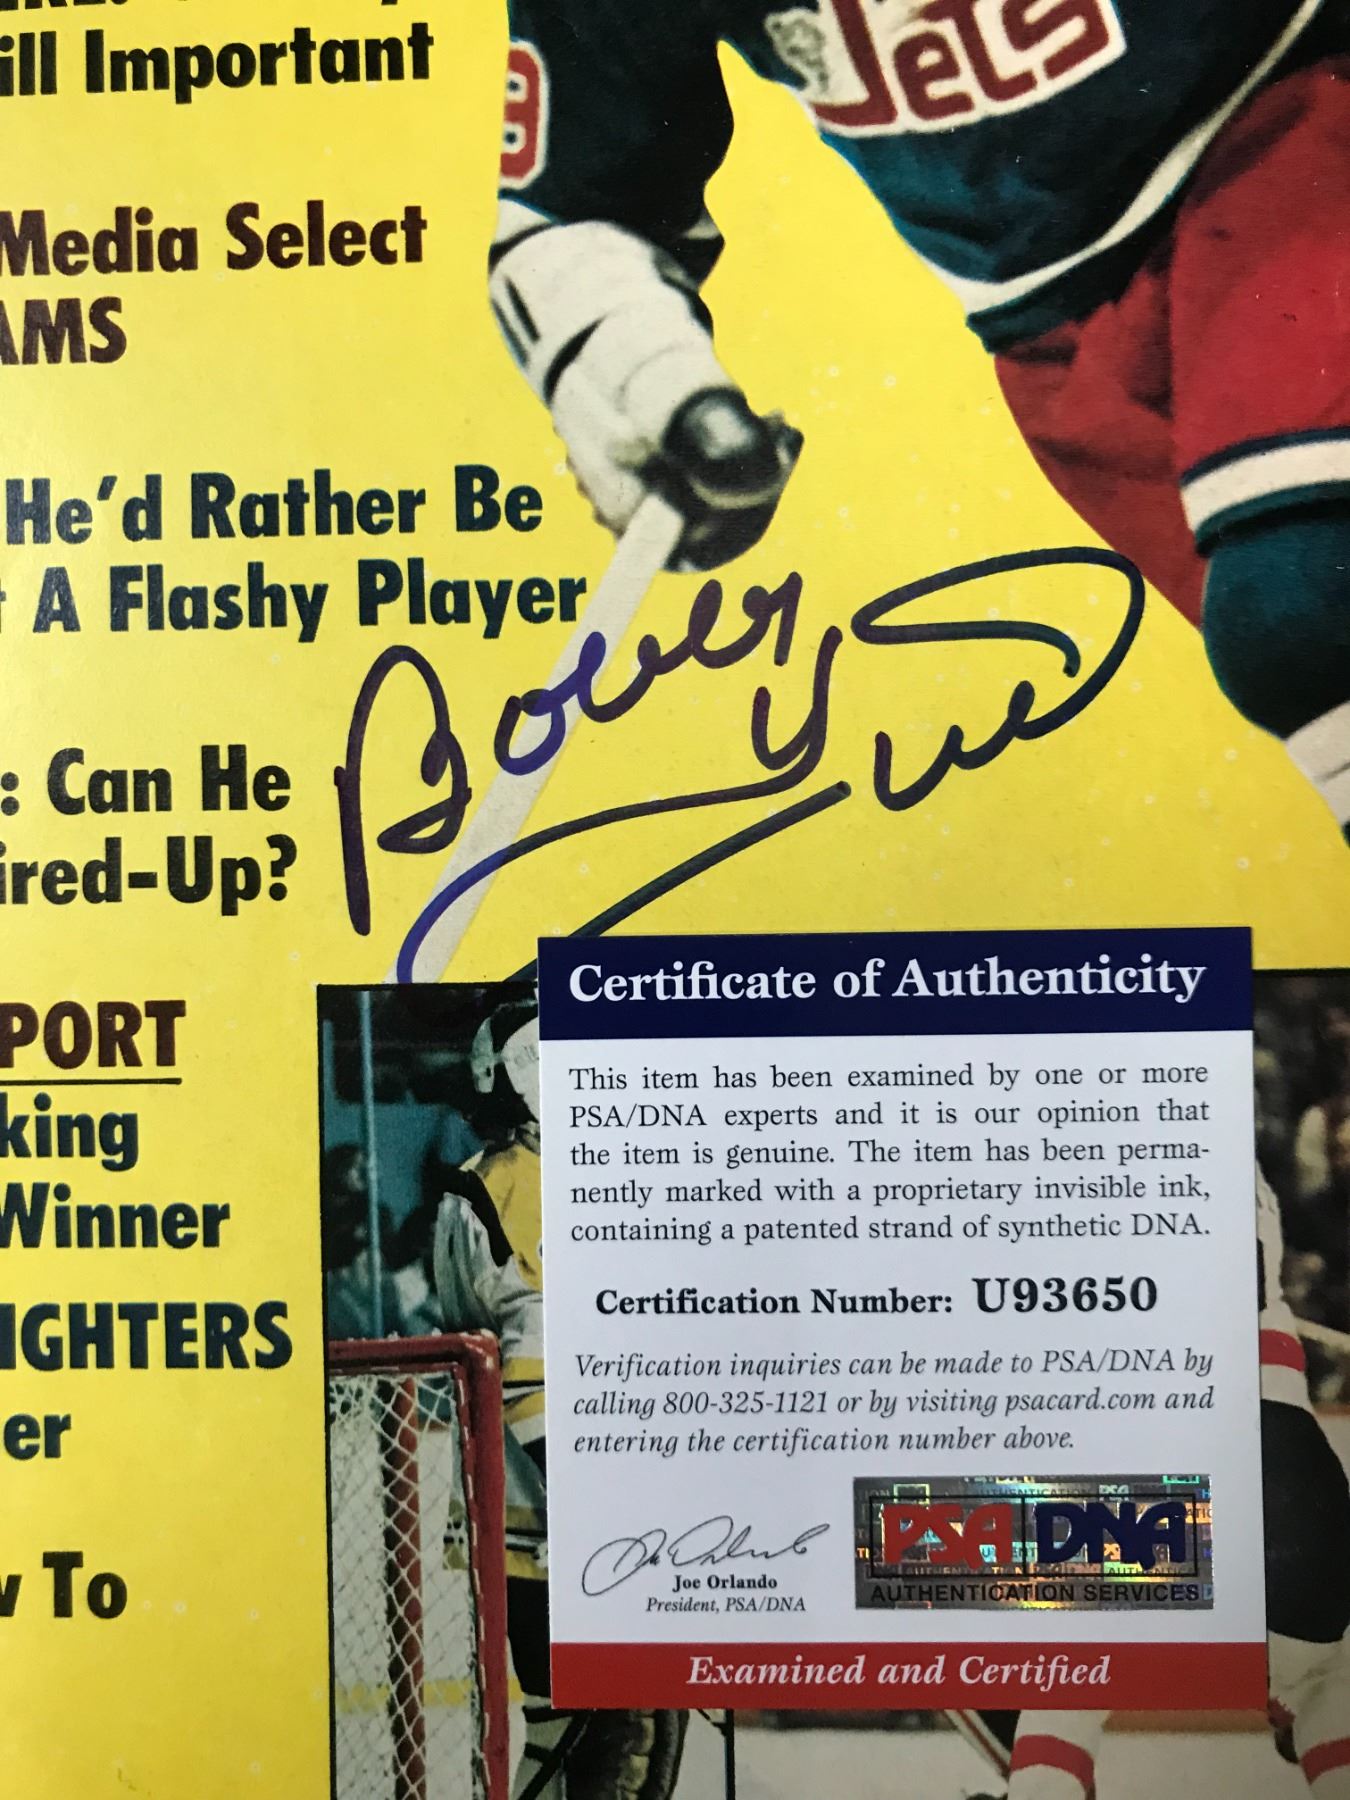 ill Important
Jets
9
Media Select
AMS
He'd Rather Be
A Flashy Player
: Can He
ired-Up?
PORT
king
Winner
IGHTERS
er
To
Certificate of Authenticity
This item has been examined by one or more
PSA/DNA experts and it is our opinion that
the item is genuine. The item has been perma-
nently marked with a proprietary invisible ink,
containing a patented strand of synthetic DNA.
Certification Number: U93650
Verification inquiries can be made to PSA/DNA by
calling 800-325-1121 or by visiting psacard.com and
entering the certification number above.
Joe Orlando
President, PSA/DNA
PSA DNA
AUTHENTICATION SERVICES
Examined and Certified